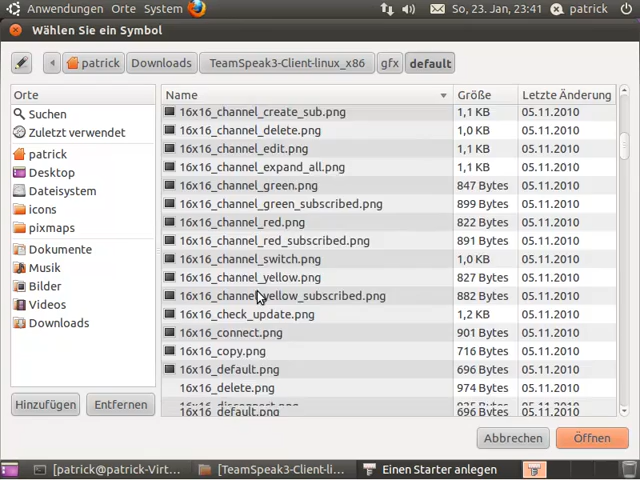 Anwendungen Orte System So, 23. Jan, 23:41 patrick
Wählen Sie ein Symbol
patrick Downloads TeamSpeak3-Client-linux_x86 gfx default
Orte
Suchen
Zuletzt verwendet
patrick
Desktop
Dateisystem
icons
pixmaps
Dokumente
Musik
Bilder
Videos
Downloads
Hinzufügen Entfernen
Name Größe Letzte Änderung
16x16_channel_create_sub.png 1,1 KB 05.11.2010
16x16_channel_delete.png 1,0 KB 05.11.2010
16x16_channel_edit.png 1,1 KB 05.11.2010
16x16_channel_expand_all.png 1,1 KB 05.11.2010
16x16_channel_green.png 847 Bytes 05.11.2010
16x16_channel_green_subscribed.png 899 Bytes 05.11.2010
16x16_channel_red.png 822 Bytes 05.11.2010
16x16_channel_red_subscribed.png 891 Bytes 05.11.2010
16x16_channel_switch.png 1,0 KB 05.11.2010
16x16_channel_yellow.png 827 Bytes 05.11.2010
16x16_channel_yellow_subscribed.png 882 Bytes 05.11.2010
16x16_check_update.png 1,2 KB 05.11.2010
16x16_connect.png 901 Bytes 05.11.2010
16x16_copy.png 716 Bytes 05.11.2010
16x16_default.png 696 Bytes 05.11.2010
16x16_delete.png 974 Bytes 05.11.2010
16x16_default.png 696 Bytes 05.11.2010
Abbrechen Öffnen
[patrick@patrick-Virt... [TeamSpeak3-Client-li... Einen Starter anlegen